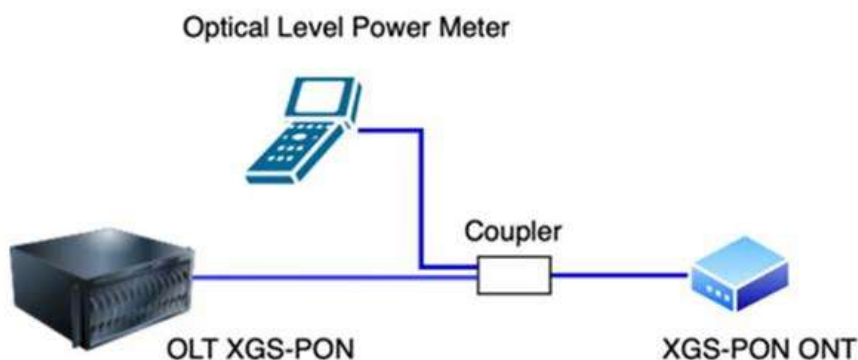 Optical Level Power Meter
Coupler
OLT XGS-PON
XGS-PON ONT